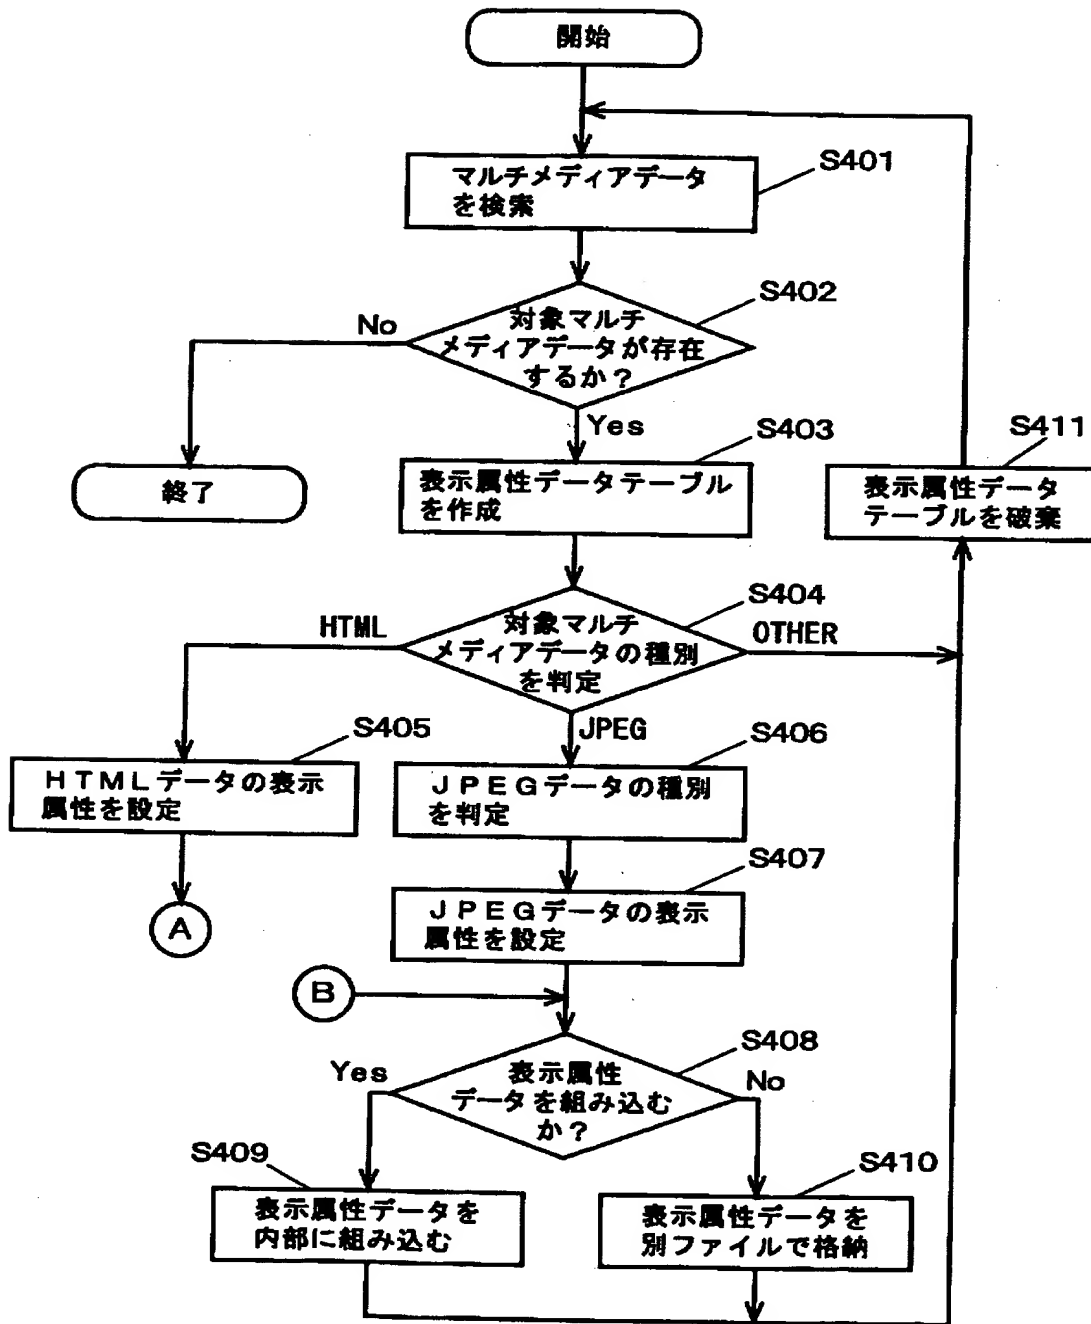 開始
S401
マルチメディアデータ
を検索
S402
No
対象マルチ
メディアデータが存在
するか?
Yes
S403
S411
終了
表示属性データテーブル
を作成
表示属性データ
テーブルを破棄
S404
HTML
対象マルチ
メディアデータの種別
を判定
OTHER
JPEG
S405
S406
HTMLデータの表示
属性を設定
JPEGデータの種別
を判定
S407
A
JPEGデータの表示
属性を設定
B
S408
Yes
表示属性
データを組み込む
か?
No
S409
S410
表示属性データを
内部に組み込む
表示属性データを
別ファイルで格納